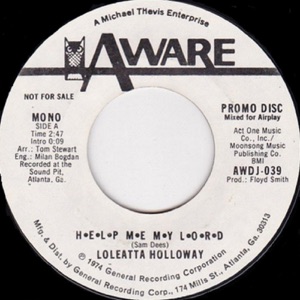 A Michael Thevis Enterprise
AWARE
NOT FOR SALE
MONO
SIDE A
Time 2:47
Intro 0:09
Arr : Tom Stewart
Eng : Milan Bogdan
Recorded at the
Sound Pit,
Atlanta, Ga.
PROMO DISC
Mixed for Airplay
Act One Music
Co., Inc./
Moonsong Music
Publishing Co.
BMI
AWDJ-039
Prod : Floyd Smith
H•E•L•P M•E M•Y L•O•R•D
(Sam Dees)
LOLEATTA HOLLOWAY
© 1974 General Recording Corporation
Mfg. & Dist. by General Recording Corp., Atlanta, Ga. 30313